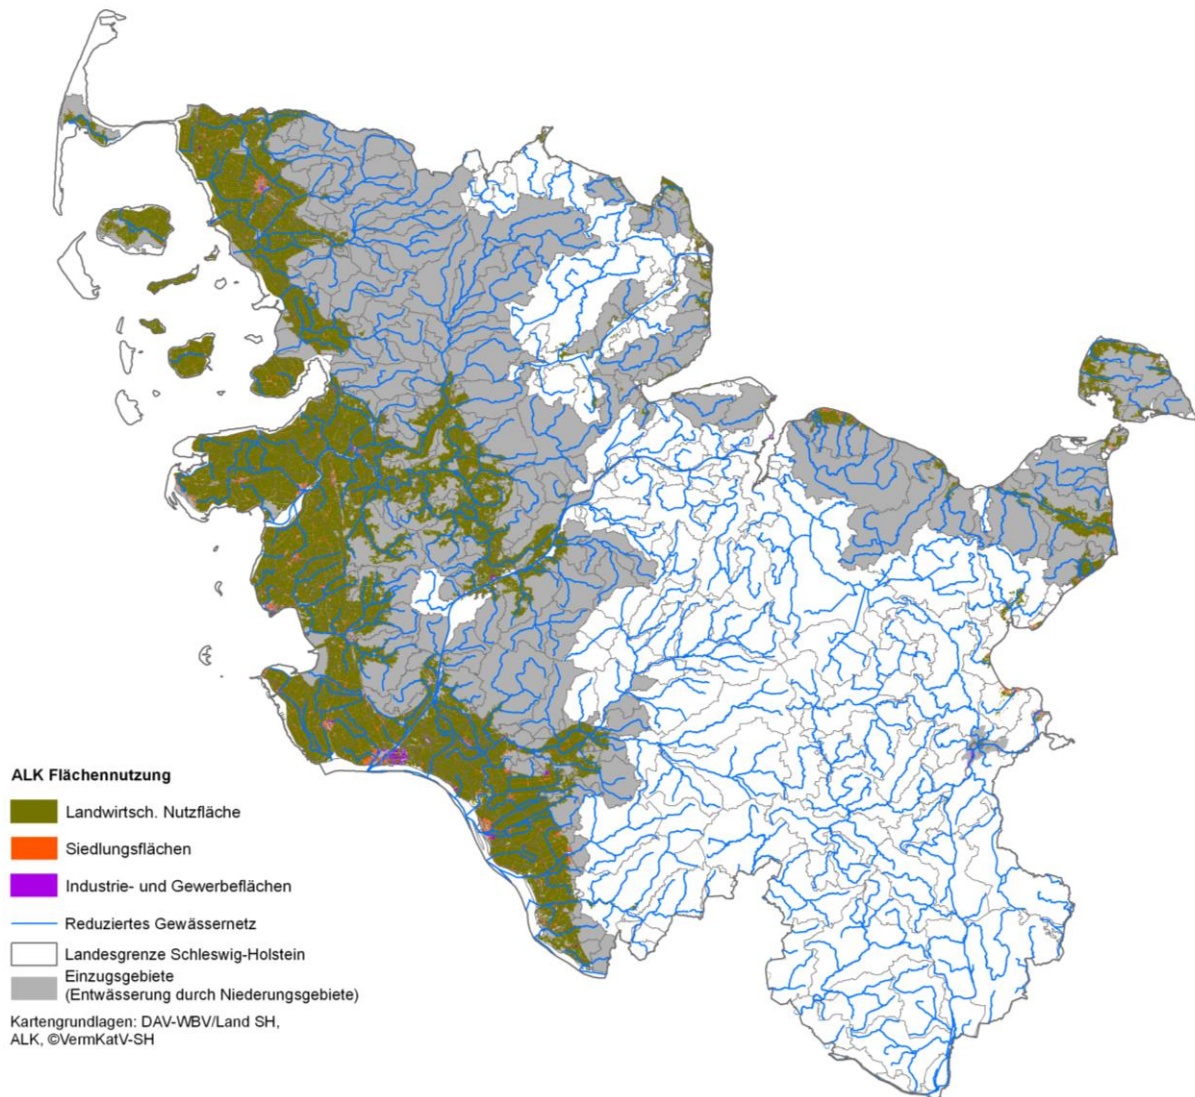 ALK Flächennutzung
Landwirtsch. Nutzfläche
Siedlungsflächen
Industrie- und Gewerbeflächen
Reduziertes Gewässernetz
Landesgrenze Schleswig-Holstein
Einzugsgebiete
(Entwässerung durch Niederungsgebiete)
Kartengrundlagen: DAV-WBV/Land SH,
ALK, ©VermKatV-SH